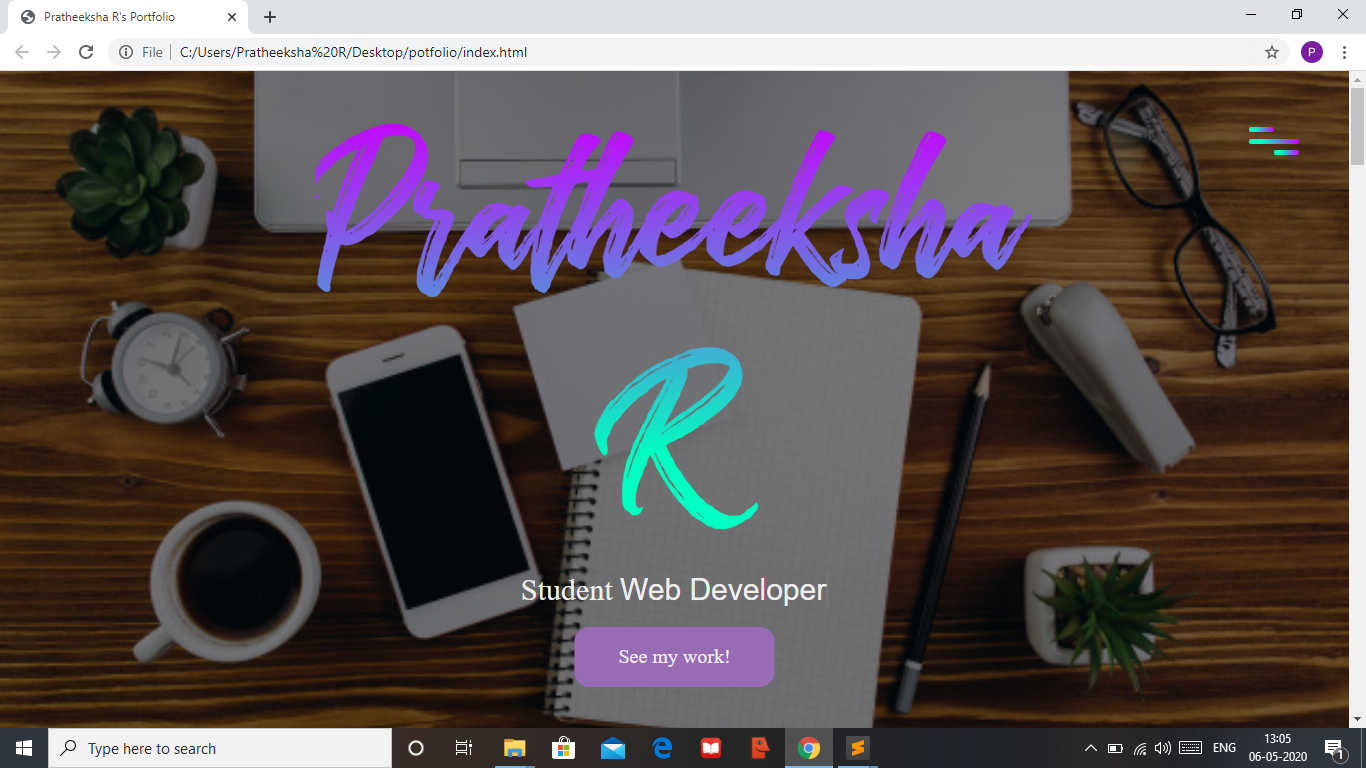 Pratheeksha R's Portfolio
File C:/Users/Pratheeksha%20R/Desktop/potfolio/index.html
P
Pratheeksha
R
Student Web Developer
See my work!
Type here to search
ENG
13:05
06-05-2020
1